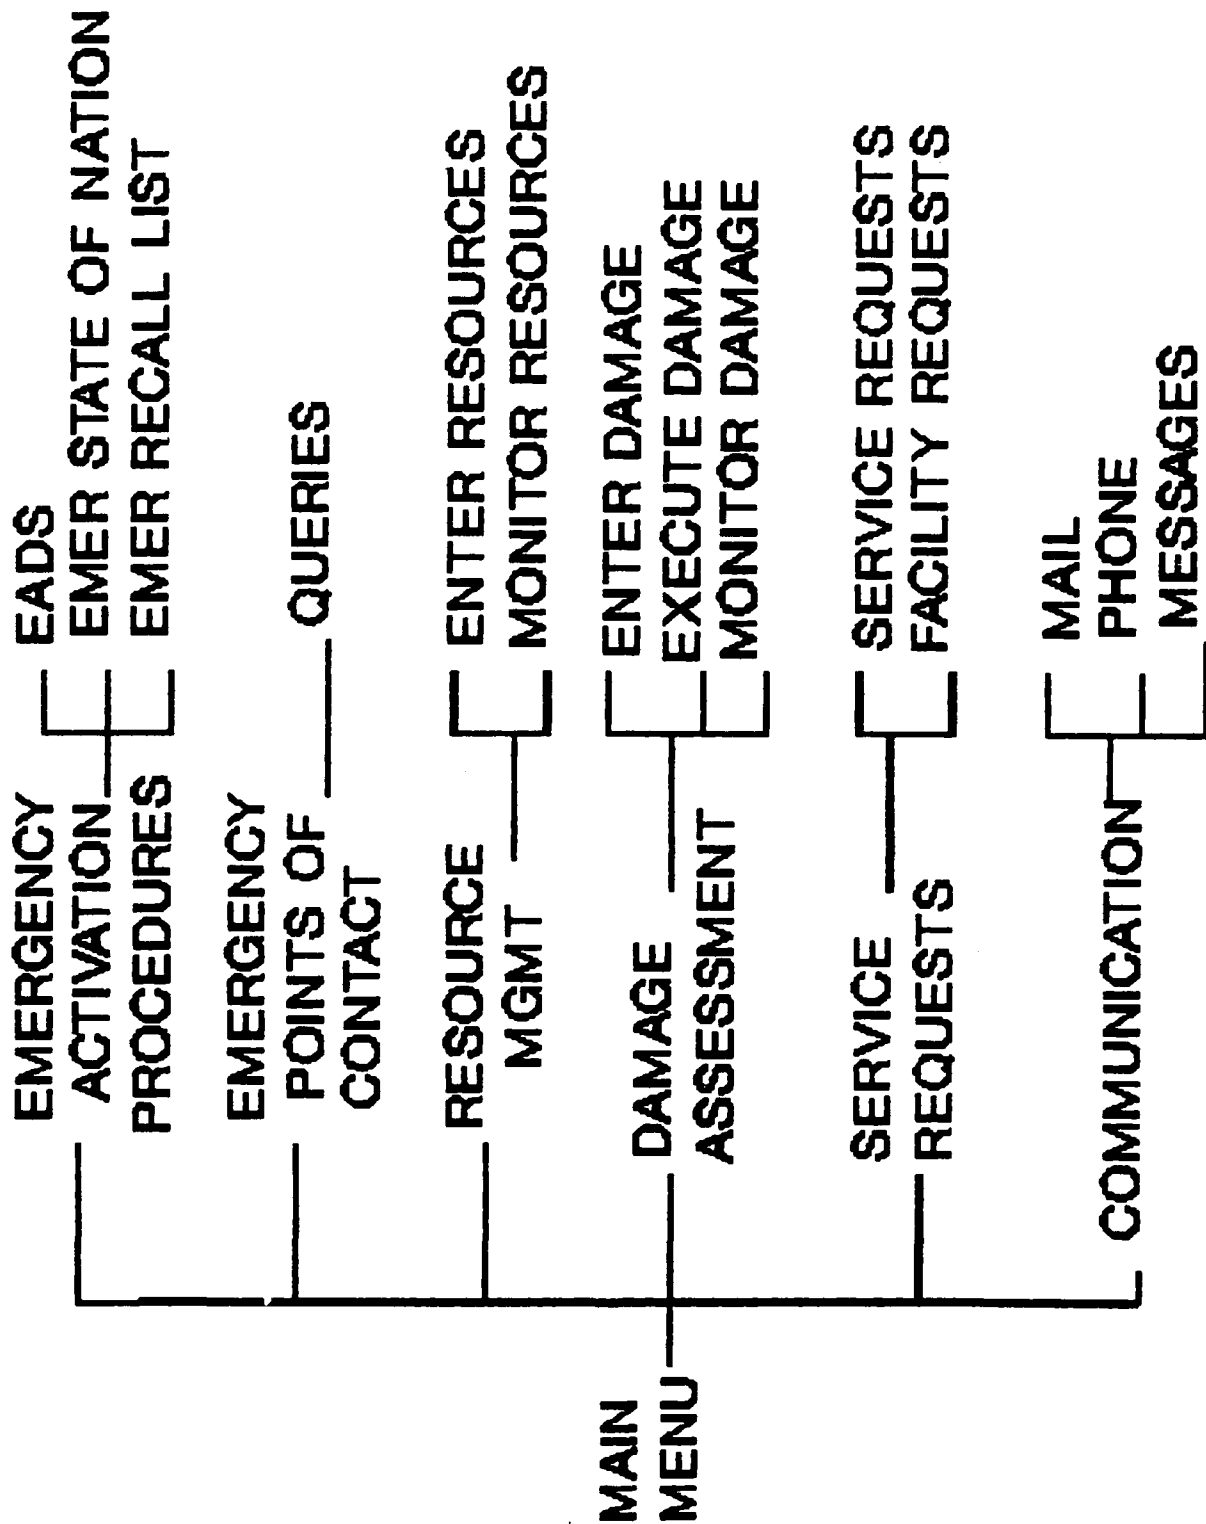 MAIN
MENU
EMERGENCY
ACTIVATION
PROCEDURES
EADS
EMER STATE OF NATION
EMER RECALL LIST
EMERGENCY
POINTS OF
CONTACT
QUERIES
RESOURCE
MGMT
ENTER RESOURCES
MONITOR RESOURCES
DAMAGE
ASSESSMENT
ENTER DAMAGE
EXECUTE DAMAGE
MONITOR DAMAGE
SERVICE
REQUESTS
SERVICE REQUESTS
FACILITY REQUESTS
COMMUNICATION
MAIL
PHONE
MESSAGES